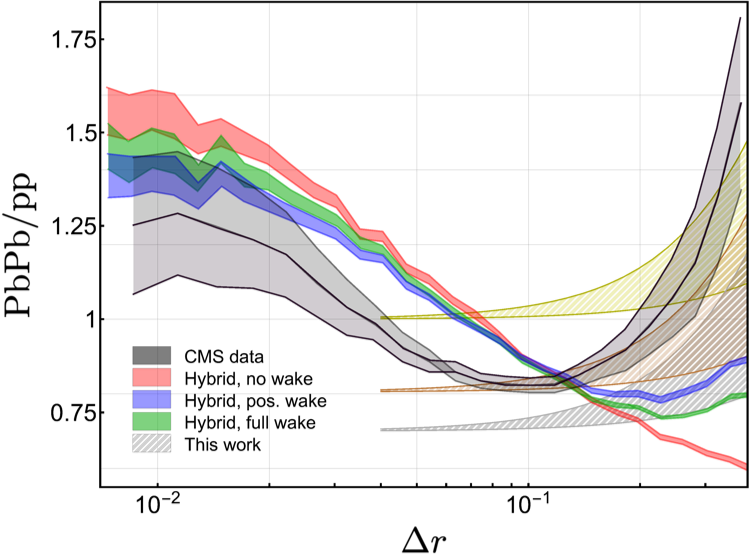 1.75
1.5
1.25
1
0.75
PbPb/pp
CMS data
Hybrid, no wake
Hybrid, pos. wake
Hybrid, full wake
This work
10⁻² 10⁻¹
Δr